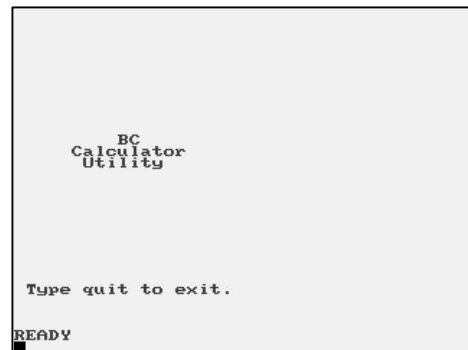 BC
Calculator
Utility
Type quit to exit.
READY